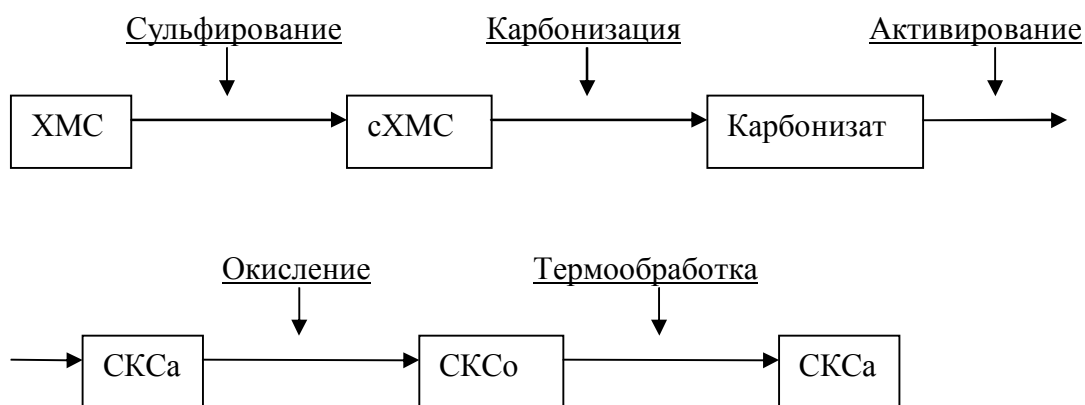 Сульфирование Карбонизация Активирование
ХМС сХМС Карбонизат
Окисление Термообработка
СКСа СКСо СКСа